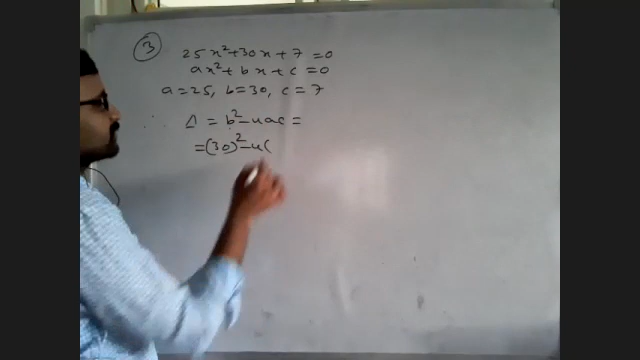 ③ 25x²+30x+7=0
ax²+bx+c=0
a=25, b=30, c=7
∴ Δ = b²-4ac=
=(30)²-4(